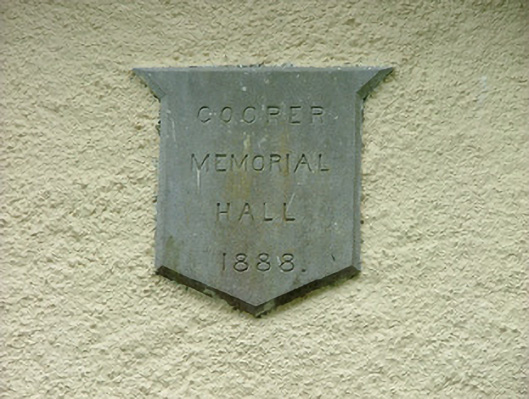 COOPER
MEMORIAL
HALL
1888.